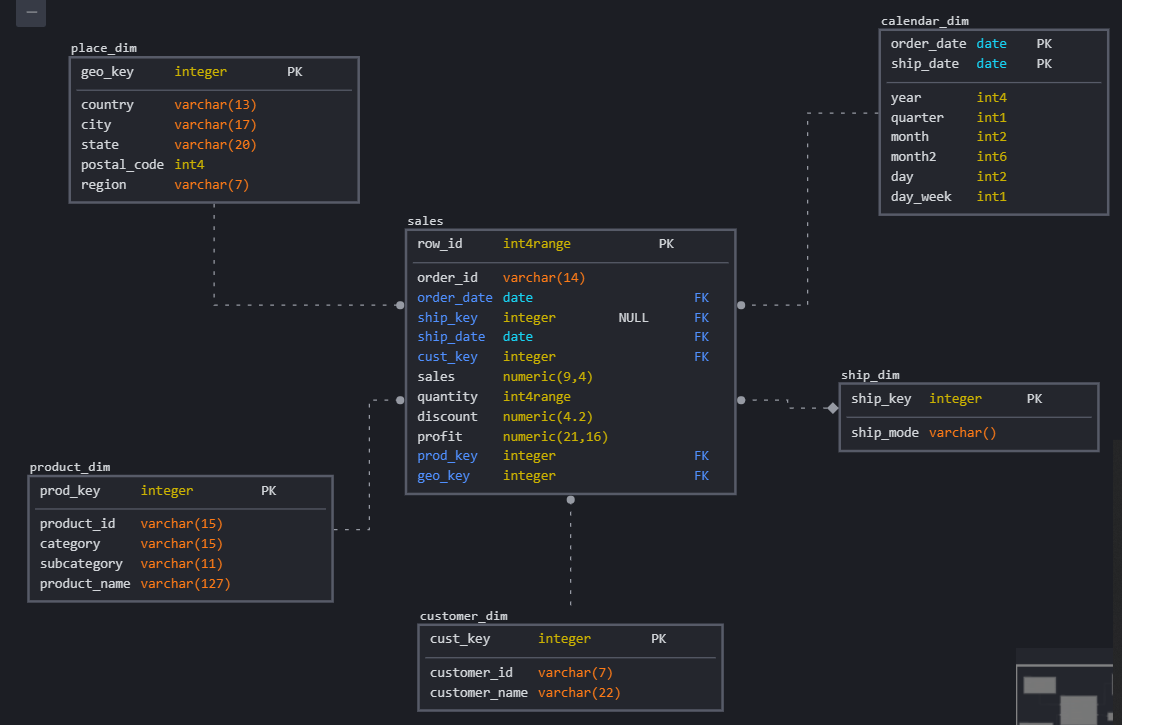 place_dim
geo_key integer PK
country varchar(13)
city varchar(17)
state varchar(20)
postal_code int4
region varchar(7)
calendar_dim
order_date date PK
ship_date date PK
year int4
quarter int1
month int2
month2 int6
day int2
day_week int1
sales
row_id int4range PK
order_id varchar(14)
order_date date FK
ship_key integer NULL FK
ship_date date FK
cust_key integer FK
sales numeric(9,4)
quantity int4range
discount numeric(4.2)
profit numeric(21,16)
prod_key integer FK
geo_key integer FK
ship_dim
ship_key integer PK
ship_mode varchar()
product_dim
prod_key integer PK
product_id varchar(15)
category varchar(15)
subcategory varchar(11)
product_name varchar(127)
customer_dim
cust_key integer PK
customer_id varchar(7)
customer_name varchar(22)